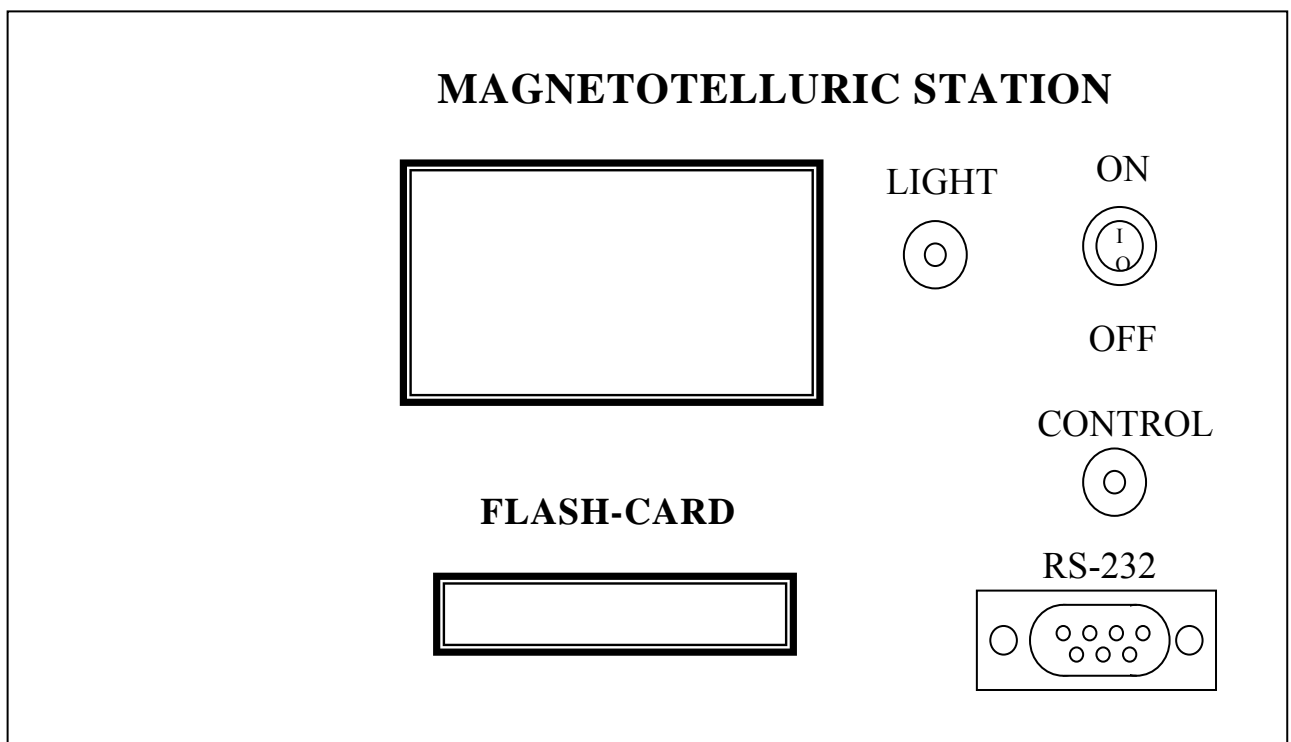 MAGNETOTELLURIC STATION
LIGHT
ON
I
O
OFF
CONTROL
FLASH-CARD
RS-232